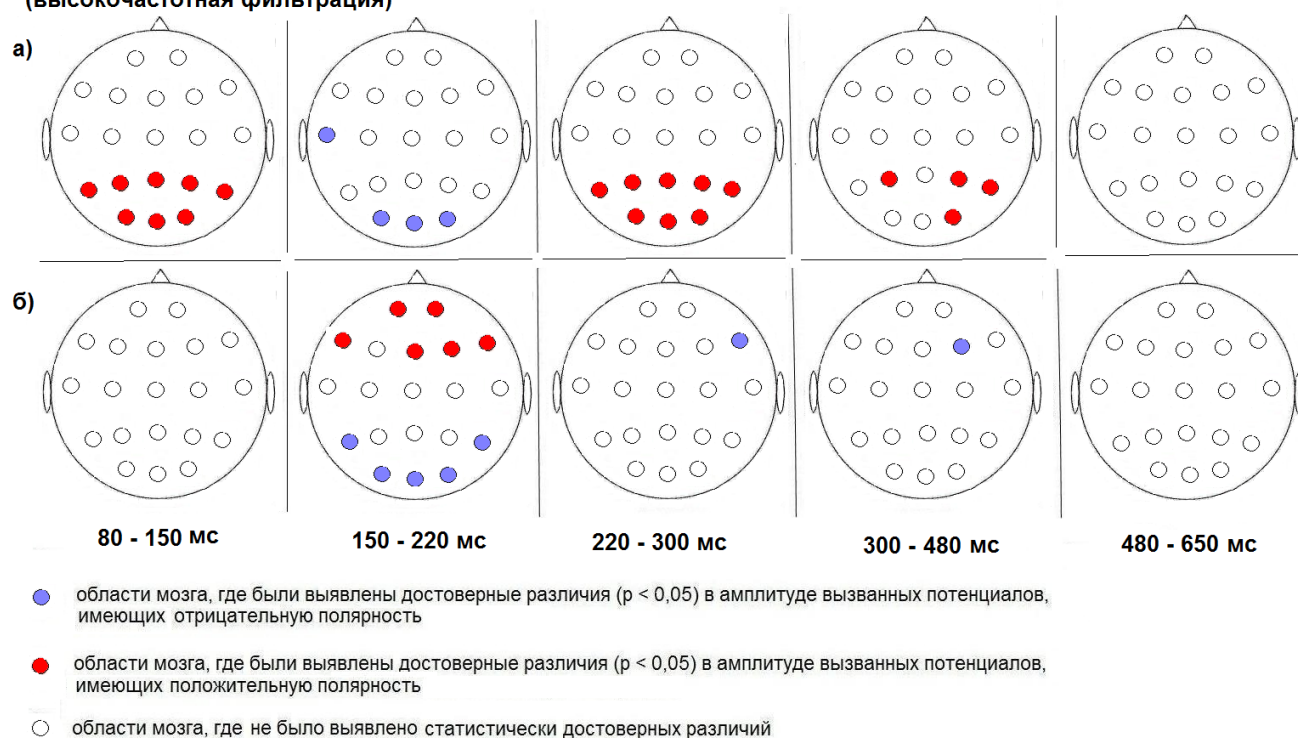 (высокочастотная фильтрация)
а)
б)
80 - 150 мс
150 - 220 мс
220 - 300 мс
300 - 480 мс
480 - 650 мс
области мозга, где были выявлены достоверные различия (p < 0,05) в амплитуде вызванных потенциалов,
имеющих отрицательную полярность
области мозга, где были выявлены достоверные различия (p < 0,05) в амплитуде вызванных потенциалов,
имеющих положительную полярность
области мозга, где не было выявлено статистически достоверных различий